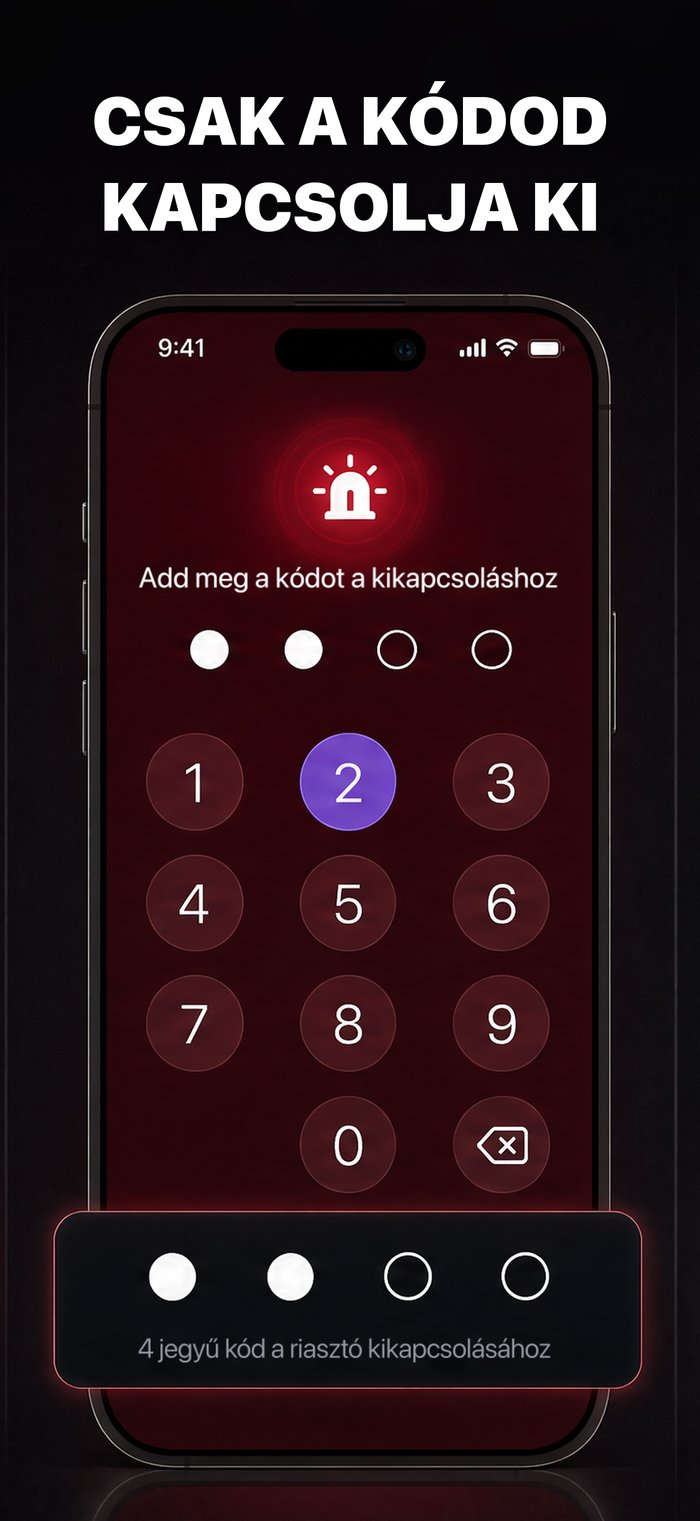 CSAK A KÓDOD
KAPCSOLJA KI
9:41
Add meg a kódot a kikapcsoláshoz
1 2 3
4 5 6
7 8 9
0
4 jegyű kód a riasztó kikapcsolásához